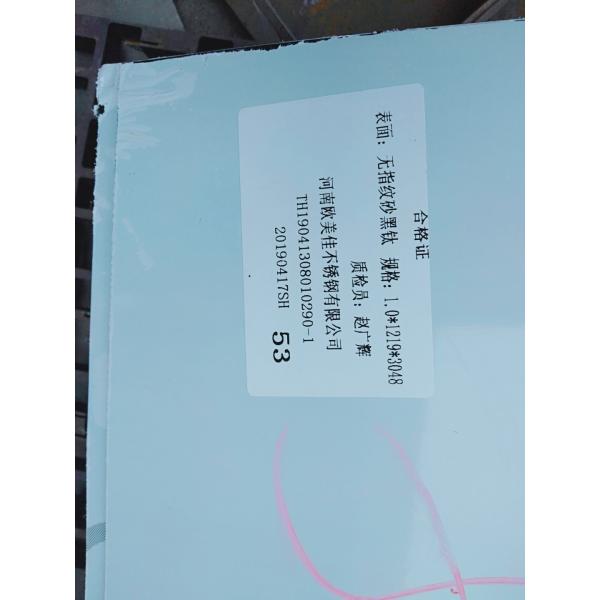 合格证
表面：无指纹砂黑钛 规格：1.0*1219*3048
质检员：赵广辉
河南欧美佳不锈钢有限公司
TH19041308010290-1
20190417SH 53